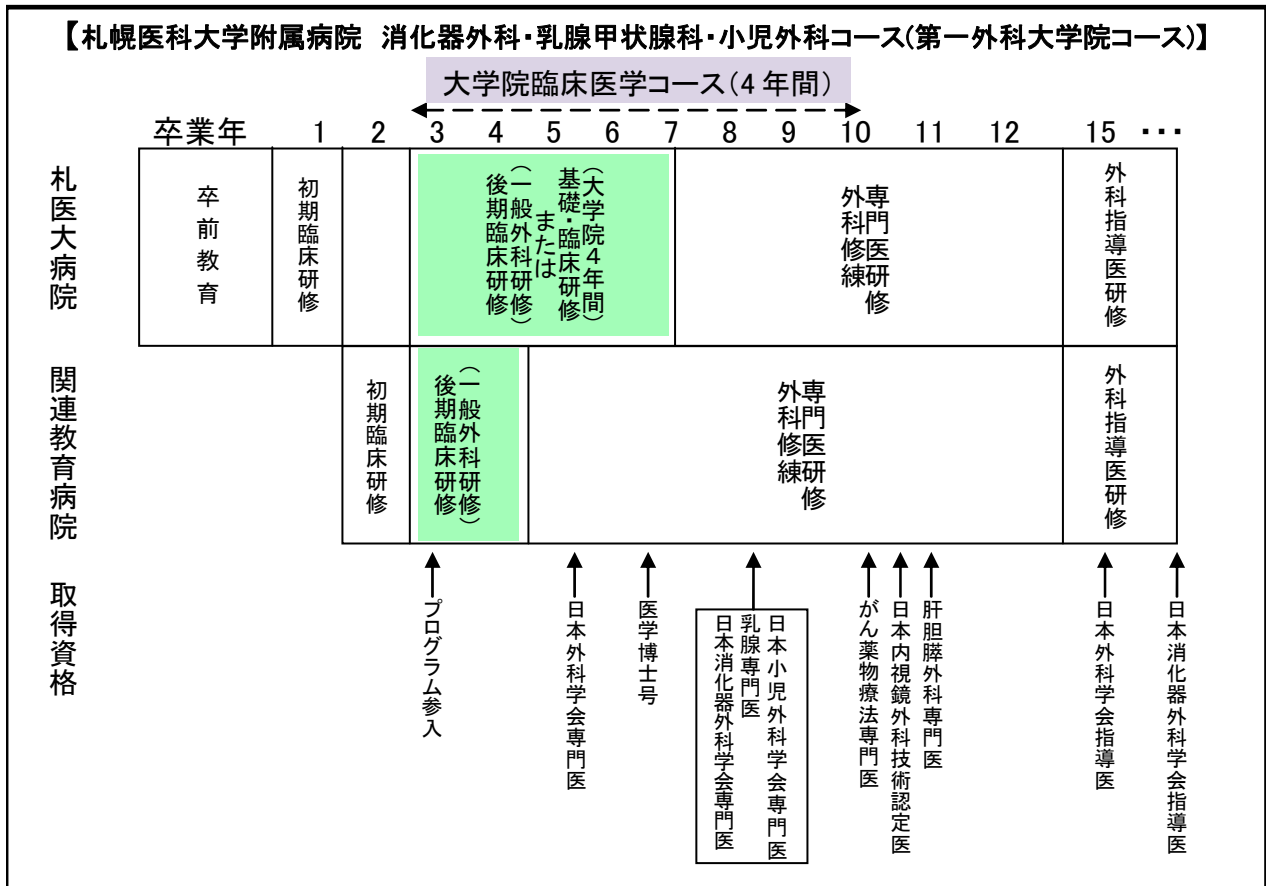 【札幌医科大学附属病院 消化器外科・乳腺甲状腺科・小児外科コース(第一外科大学院コース)】
大学院臨床医学コース(4年間)
卒業年 1 2 3 4 5 6 7 8 9 10 11 12 15 ・・・
札医大病院
卒前教育
初期臨床研修
(大学院4年間)
基礎・臨床研修
または
(一般外科研修)
後期臨床研修
専門医研修
外科修練
外科指導医研修
関連教育病院
初期臨床研修
(一般外科研修)
後期臨床研修
専門医研修
外科修練
外科指導医研修
取得資格
プログラム参入
日本外科学会専門医
医学博士号
日本小児外科学会専門医
乳腺専門医
日本消化器外科学会専門医
がん薬物療法専門医
日本内視鏡外科技術認定医
肝胆膵外科専門医
日本外科学会指導医
日本消化器外科学会指導医